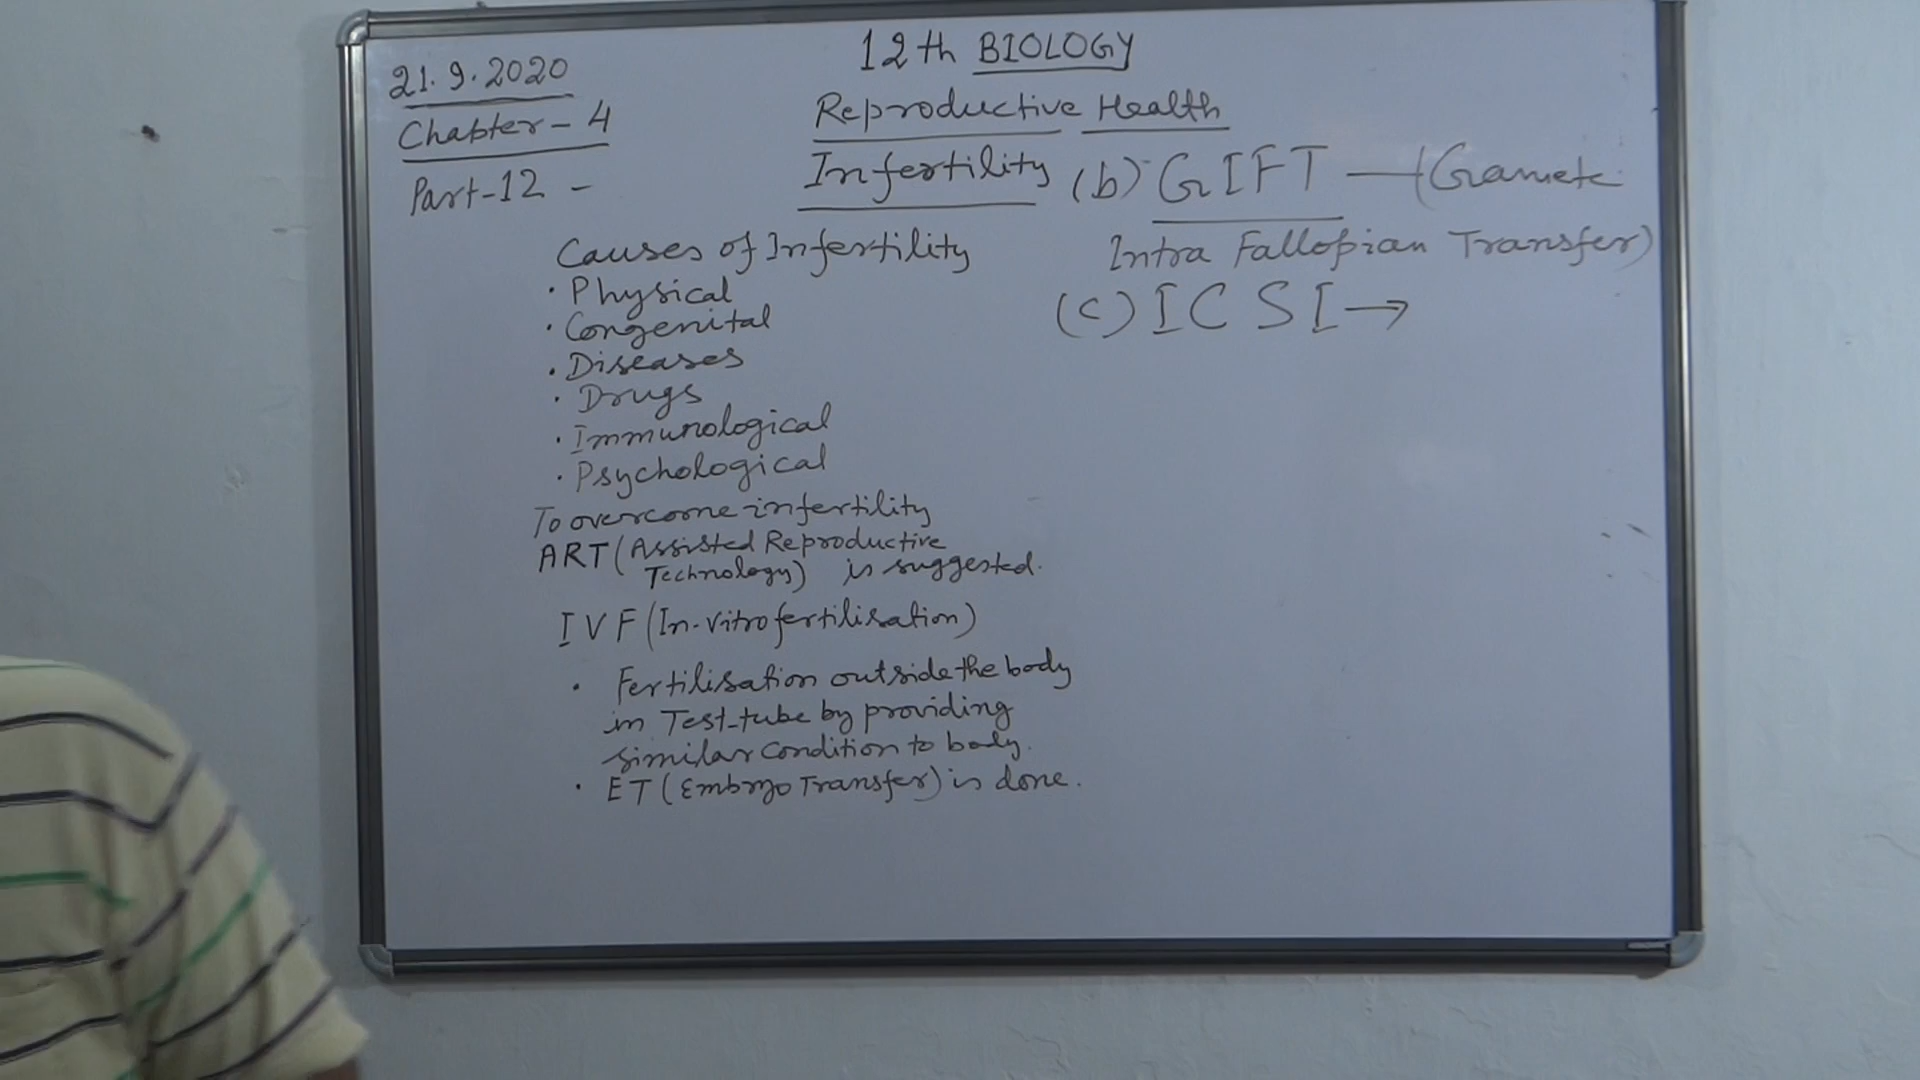 21.9.2020
Chapter-4
Part-12 -
12th BIOLOGY
Reproductive Health
Infertility
Causes of Infertility
· Physical
· Congenital
· Diseases
· Drugs
· Immunological
· Psychological
To overcome infertility
ART (Assisted Reproductive
Technology) is suggested.
IVF (In-vitro fertilisation)
· Fertilisation outside the body
in Test-tube by providing
similar condition to body.
· ET (Embryo Transfer) is done.
(b) GIFT — (Gamete
Intra Fallopian Transfer)
(c) ICSI →